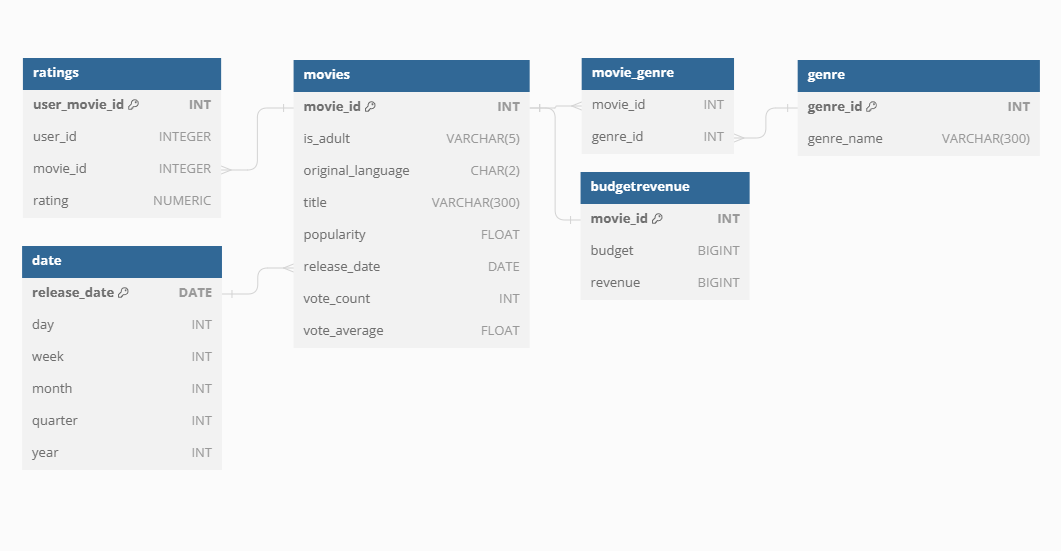 ratings
user_movie_id INT
user_id INTEGER
movie_id INTEGER
rating NUMERIC
date
release_date DATE
day INT
week INT
month INT
quarter INT
year INT
movies
movie_id INT
is_adult VARCHAR(5)
original_language CHAR(2)
title VARCHAR(300)
popularity FLOAT
release_date DATE
vote_count INT
vote_average FLOAT
movie_genre
movie_id INT
genre_id INT
budgetrevenue
movie_id INT
budget BIGINT
revenue BIGINT
genre
genre_id INT
genre_name VARCHAR(300)